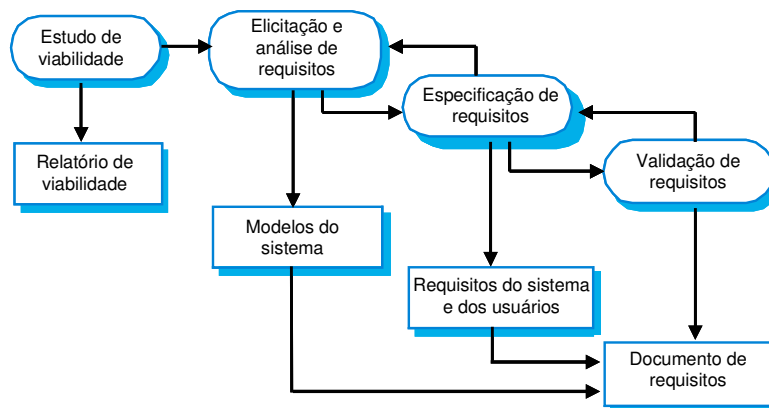 Estudo de
viabilidade
Elicitação e
análise de
requisitos
Especificação de
requisitos
Validação de
requisitos
Relatório de
viabilidade
Modelos do
sistema
Requisitos do sistema
e dos usuários
Documento de
requisitos